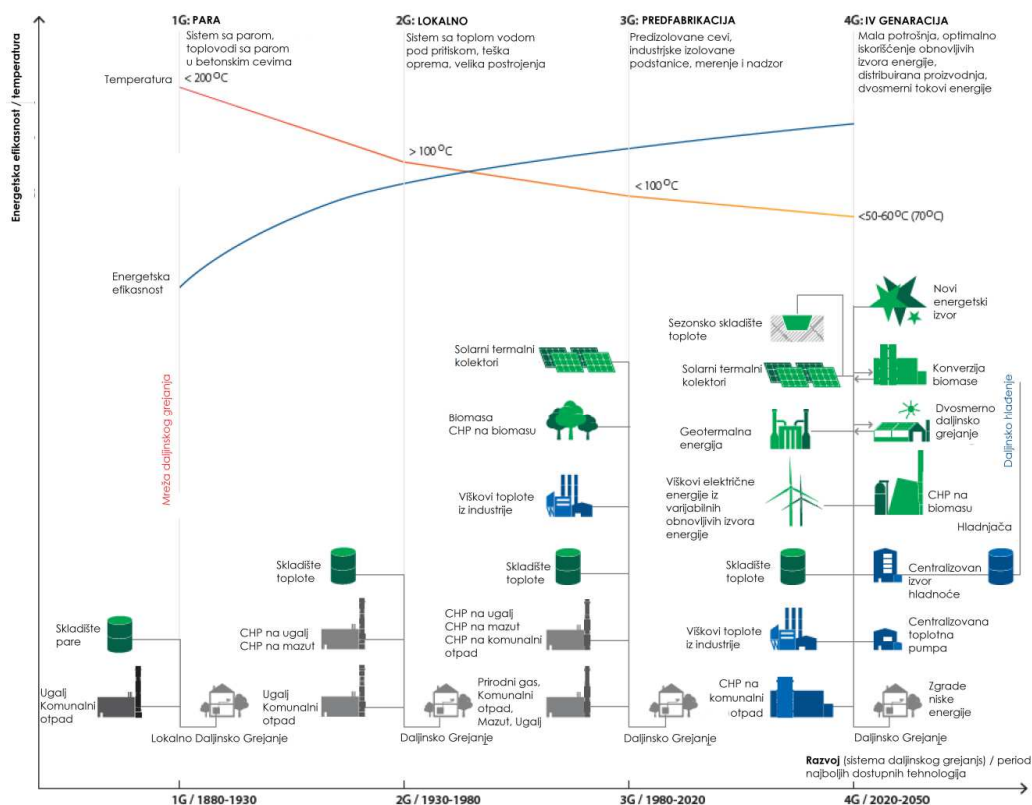 1G: PARA
Sistem sa parom,
toplovodi sa parom
u betonskim cevima
2G: LOKALNO
Sistem sa toplom vodom
pod pritiskom, teška
oprema, velika postrojenja
3G: PREDFABRIKACIJA
Predizolovane cevi,
industrjske izolovane
podstanice, merenje i nadzor
4G: IV GENARACIJA
Mala potrošnja, optimalno
iskorišćenje obnovljivih
izvora energije,
distribuirana proizvodnja,
dvosmerni tokovi energije
Energetska efikasnost / temperatura
Temperatura
< 200°C
> 100°C
< 100°C
<50-60°C (70°C)
Energetska
efikasnost
Mreža daljinskog grejanja
Daljinsko hlađenje
Skladište
pare
Ugalj
Komunalni
otpad
Lokalno Daljinsko Grejanje
Skladište
toplote
CHP na ugalj
CHP na mazut
Ugalj
Komunalni
otpad
Daljinsko Grejanje
Solarni termalni
kolektori
Biomasa
CHP na biomasu
Viškovi toplote
iz industrije
Skladište
toplote
CHP na ugalj
CHP na mazut
CHP na komunalni
otpad
Prirodni gas,
Komunalni
otpad,
Mazut, Ugalj
Daljinsko Grejanje
Sezonsko skladište
toplote
Solarni termalni
kolektori
Geotermalna
energija
Viškovi električne
energije iz
varijabilnih
obnovljivih izvora
energije
Skladište
toplote
Viškovi toplote
iz industrije
CHP na
komunalni
otpad
Novi
energetski
izvor
Konverzija
biomase
Dvosmerno
daljinsko
grejanje
CHP na
biomasu
Hladnjača
Centralizovan
izvor
hladnoće
Centralizovana
toplotna
pumpa
Zgrade
niske
energije
Daljinsko Grejanje
Razvoj (sistema daljinskog grejanjs) / period
najboljih dostupnih tehnologija
1G / 1880-1930
2G / 1930-1980
3G / 1980-2020
4G / 2020-2050